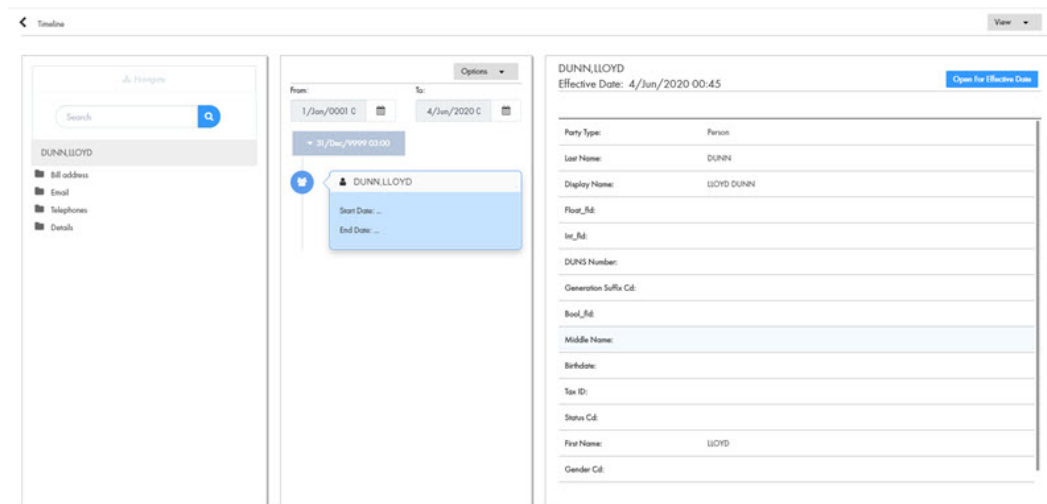 Timeline
View
Navigate
Search
DUNN,LLOYD
Bill address
Email
Telephones
Details
Options
From:
To:
1/Jan/0001 0
4/Jun/2020 0
31/Dec/9999 03:00
DUNN,LLOYD
Start Date: ...
End Date: ...
DUNN,LLOYD
Effective Date: 4/Jun/2020 00:45
Open For Effective Date
Party Type: Person
Last Name: DUNN
Display Name: LLOYD DUNN
Float_fld:
Int_fld:
DUNS Number:
Generation Suffix Cd:
Bool_fld:
Middle Name:
Birthdate:
Tax ID:
Status Cd:
First Name: LLOYD
Gender Cd: